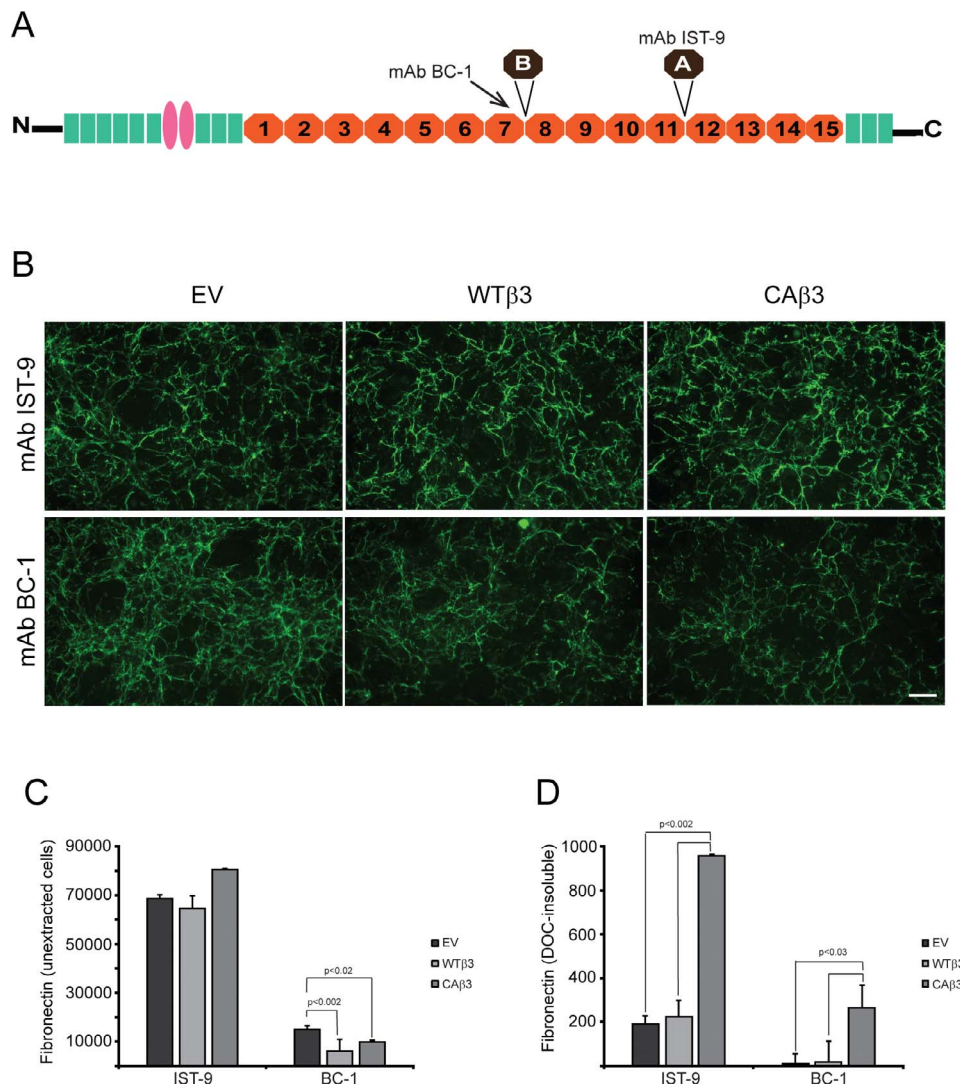 A
mAb IST-9
mAb BC-1
B
A
N
1 2 3 4 5 6 7 8 9 10 11 12 13 14 15
C
B
EV WTβ3 CAβ3
mAb IST-9
mAb BC-1
C
Fibronectin (unextracted cells)
90000
70000
50000
30000
10000
p<0.02
p<0.002
EV
WTβ3
CAβ3
IST-9 BC-1
D
Fibronectin (DOC-insoluble)
1000
800
600
400
200
p<0.002
p<0.03
EV
WTβ3
CAβ3
IST-9 BC-1